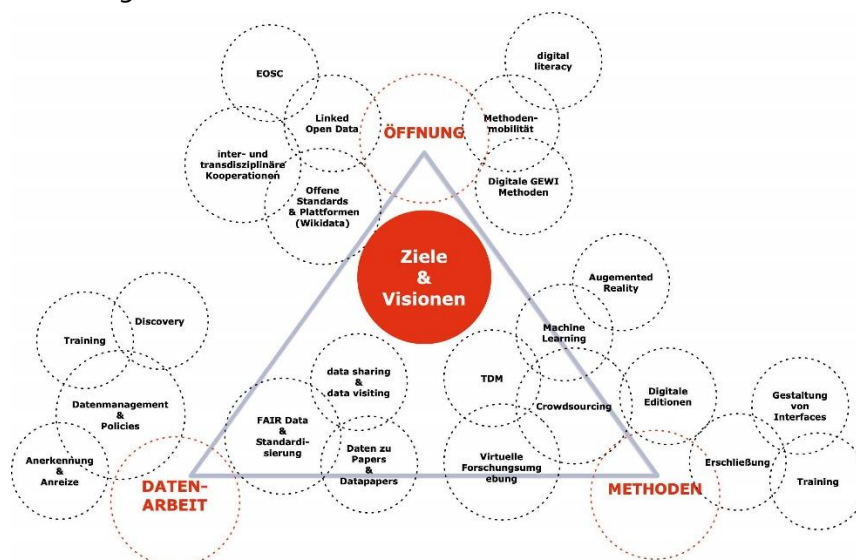 EOSC
digital
literacy
Linked
Open Data
ÖFFNUNG
Methoden-
mobilität
inter- und
transdisziplinäre
Kooperationen
Offene
Standards
& Plattformen
(Wikidata)
Digitale GEWI
Methoden
Ziele
&
Visionen
Augemented
Reality
Discovery
Training
Machine
Learning
data sharing
&
data visiting
TDM
Datenmanagement
&
Policies
FAIR Data
&
Standardi-
sierung
Crowdsourcing
Digitale
Editionen
Gestaltung
von
Interfaces
Anerkennung
&
Anreize
Daten zu
Papers
&
Datapapers
Virtuelle
Forschungsumg
ebung
Erschließung
Training
DATEN-
ARBEIT
METHODEN